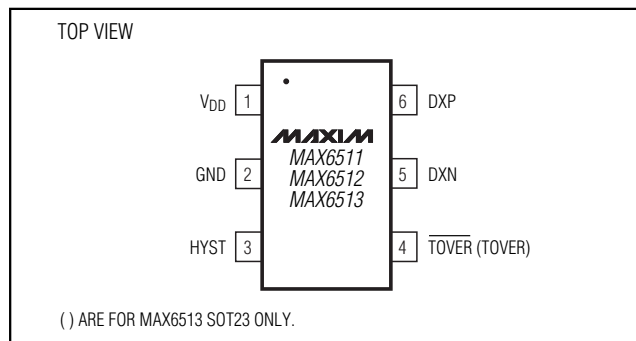 TOP VIEW
VDD 1
6 DXP
MAXIM
MAX6511
MAX6512
MAX6513
GND 2
5 DXN
HYST 3
4 TOVER (TOVER)
( ) ARE FOR MAX6513 SOT23 ONLY.